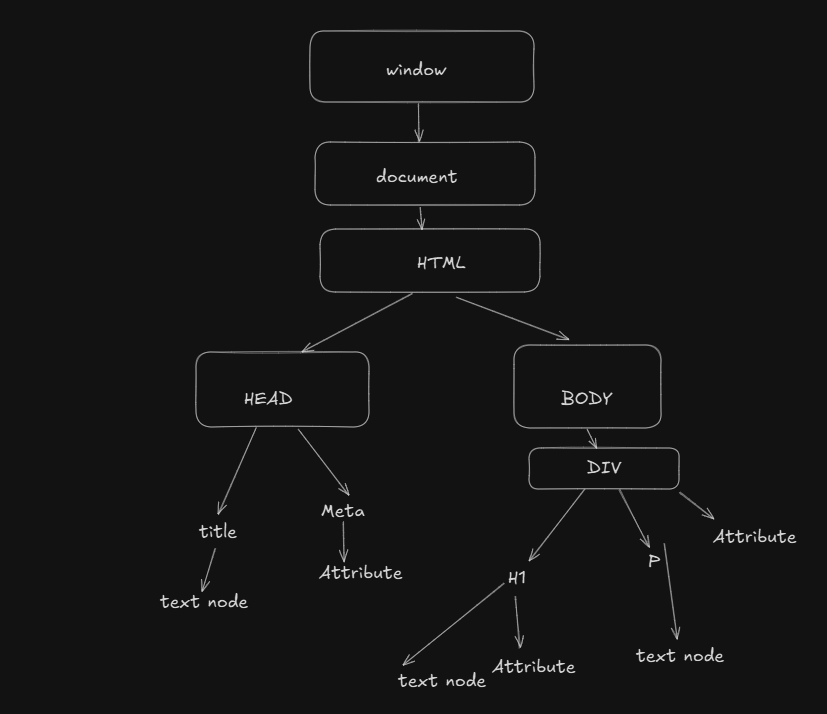 window
document
HTML
HEAD
BODY
DIV
Meta
title
Attribute
Attribute
P
H1
text node
text node
Attribute
text node